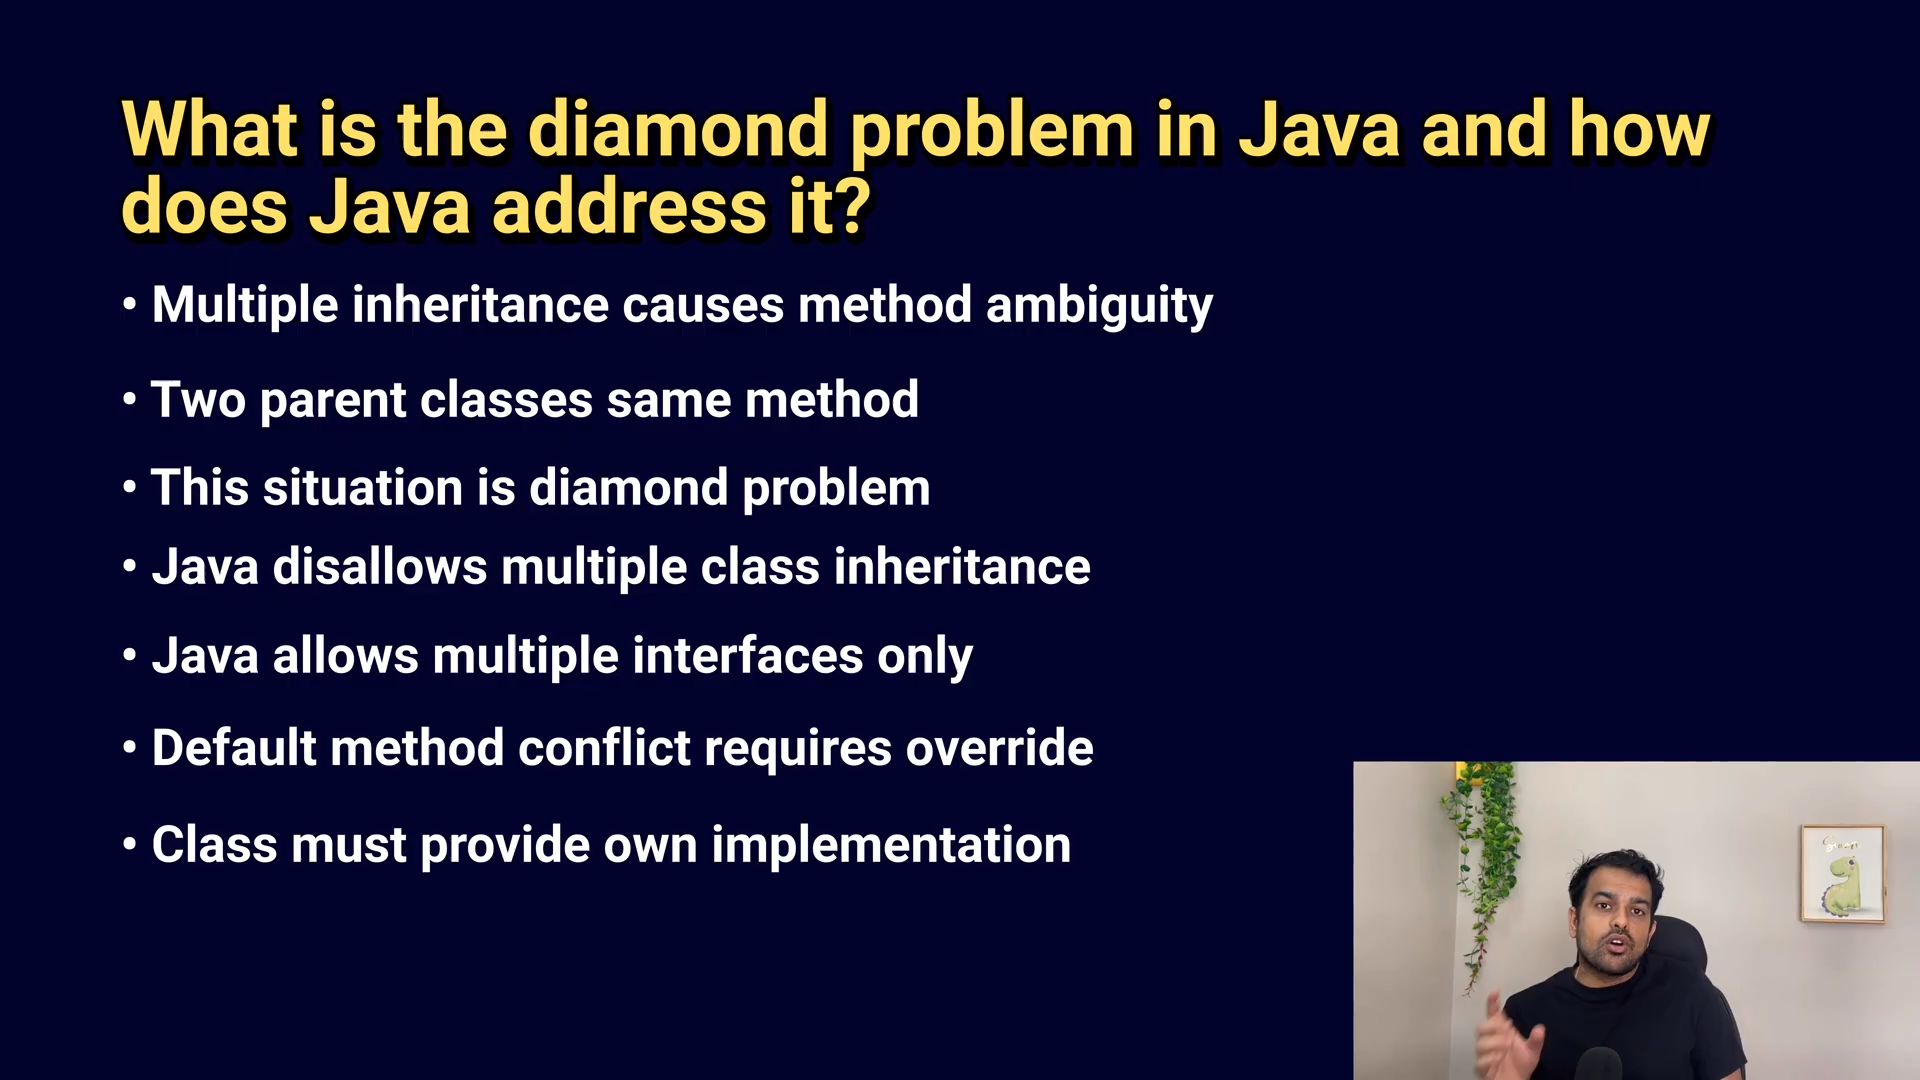 What is the diamond problem in Java and how
does Java address it?
• Multiple inheritance causes method ambiguity
• Two parent classes same method
• This situation is diamond problem
• Java disallows multiple class inheritance
• Java allows multiple interfaces only
• Default method conflict requires override
• Class must provide own implementation